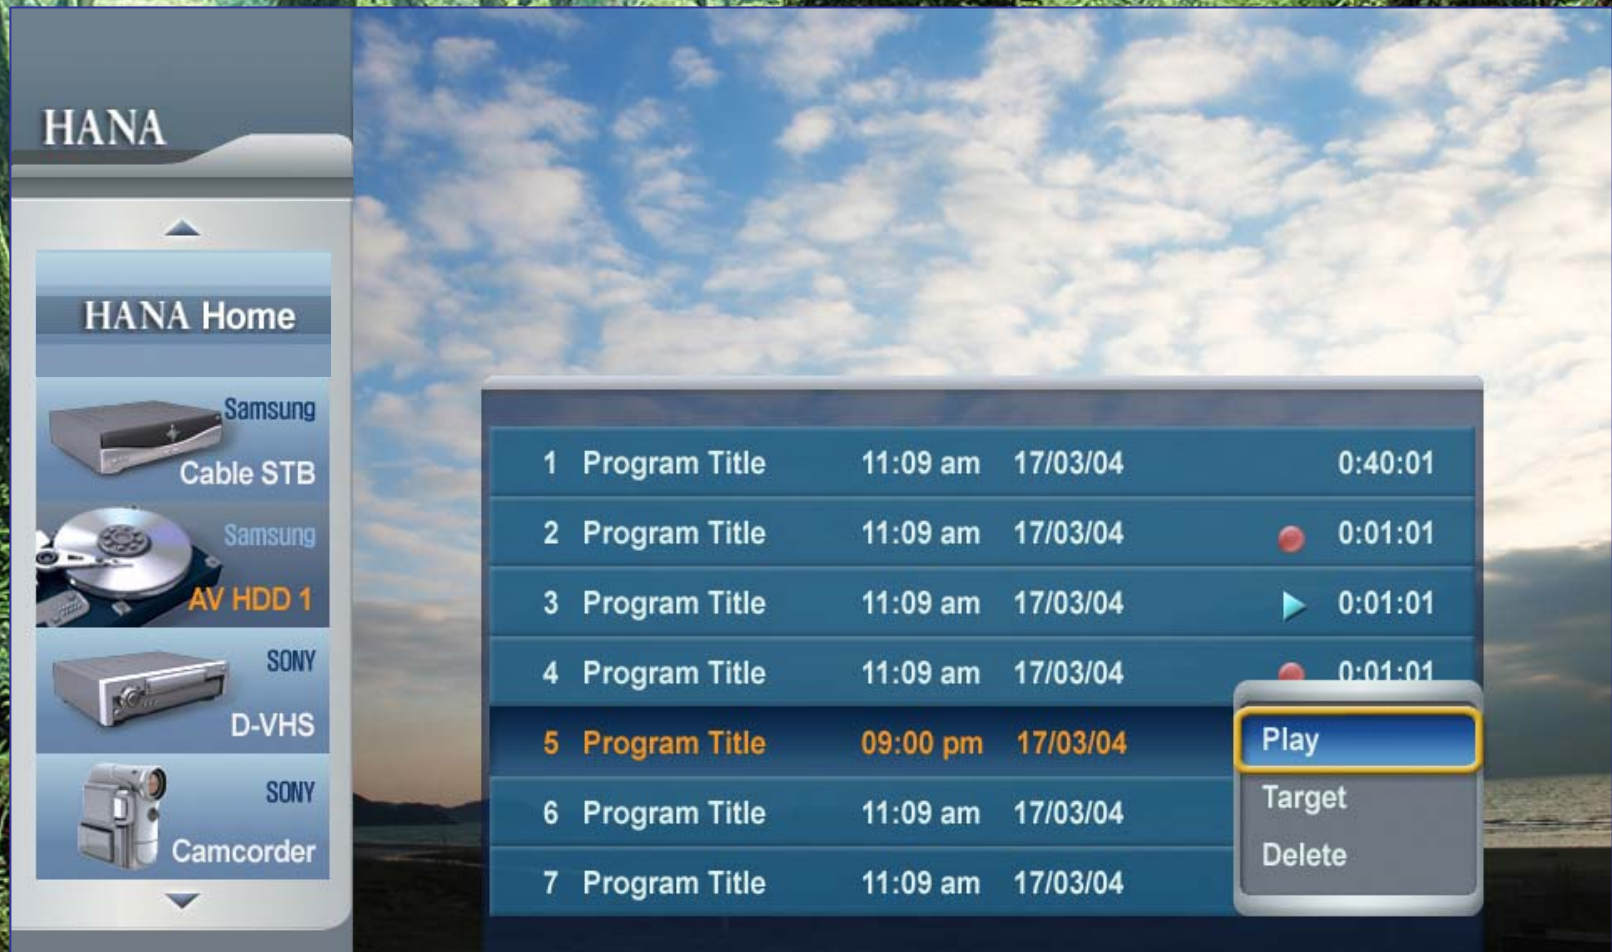 HANA
HANA Home
Samsung
Cable STB
Samsung
AV HDD 1
SONY
D-VHS
SONY
Camcorder
1 Program Title 11:09 am 17/03/04 0:40:01
2 Program Title 11:09 am 17/03/04 0:01:01
3 Program Title 11:09 am 17/03/04 0:01:01
4 Program Title 11:09 am 17/03/04 0:01:01
5 Program Title 09:00 pm 17/03/04
6 Program Title 11:09 am 17/03/04
7 Program Title 11:09 am 17/03/04
Play
Target
Delete